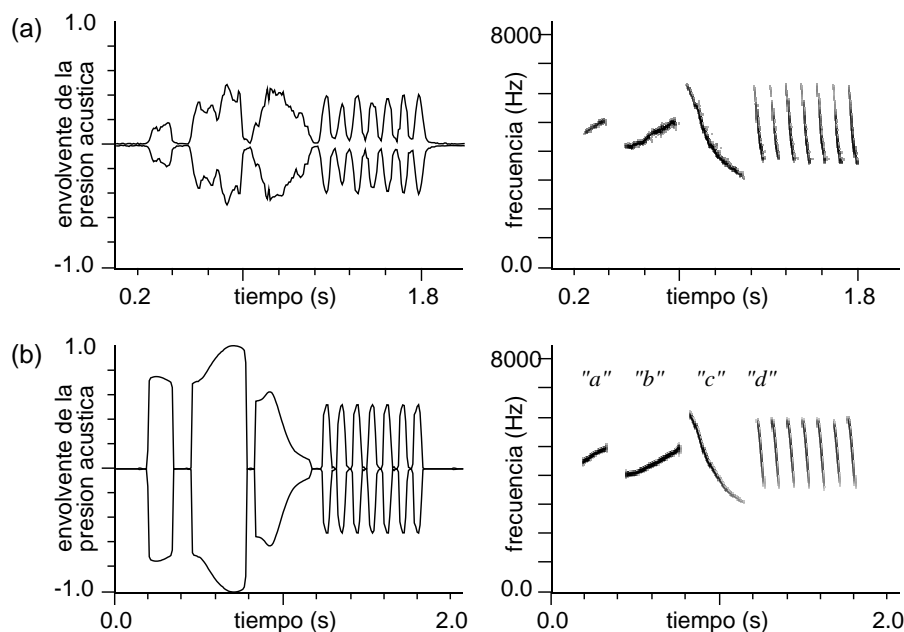 (a)
1.0
envolvente de la
presion acustica
-1.0
0.2
tiempo (s)
1.8
8000
frecuencia (Hz)
0.0
0.2
tiempo (s)
1.8
(b)
1.0
envolvente de la
presion acustica
-1.0
0.0
tiempo (s)
2.0
8000
"a" "b" "c" "d"
frecuencia (Hz)
0.0
0.0
tiempo (s)
2.0